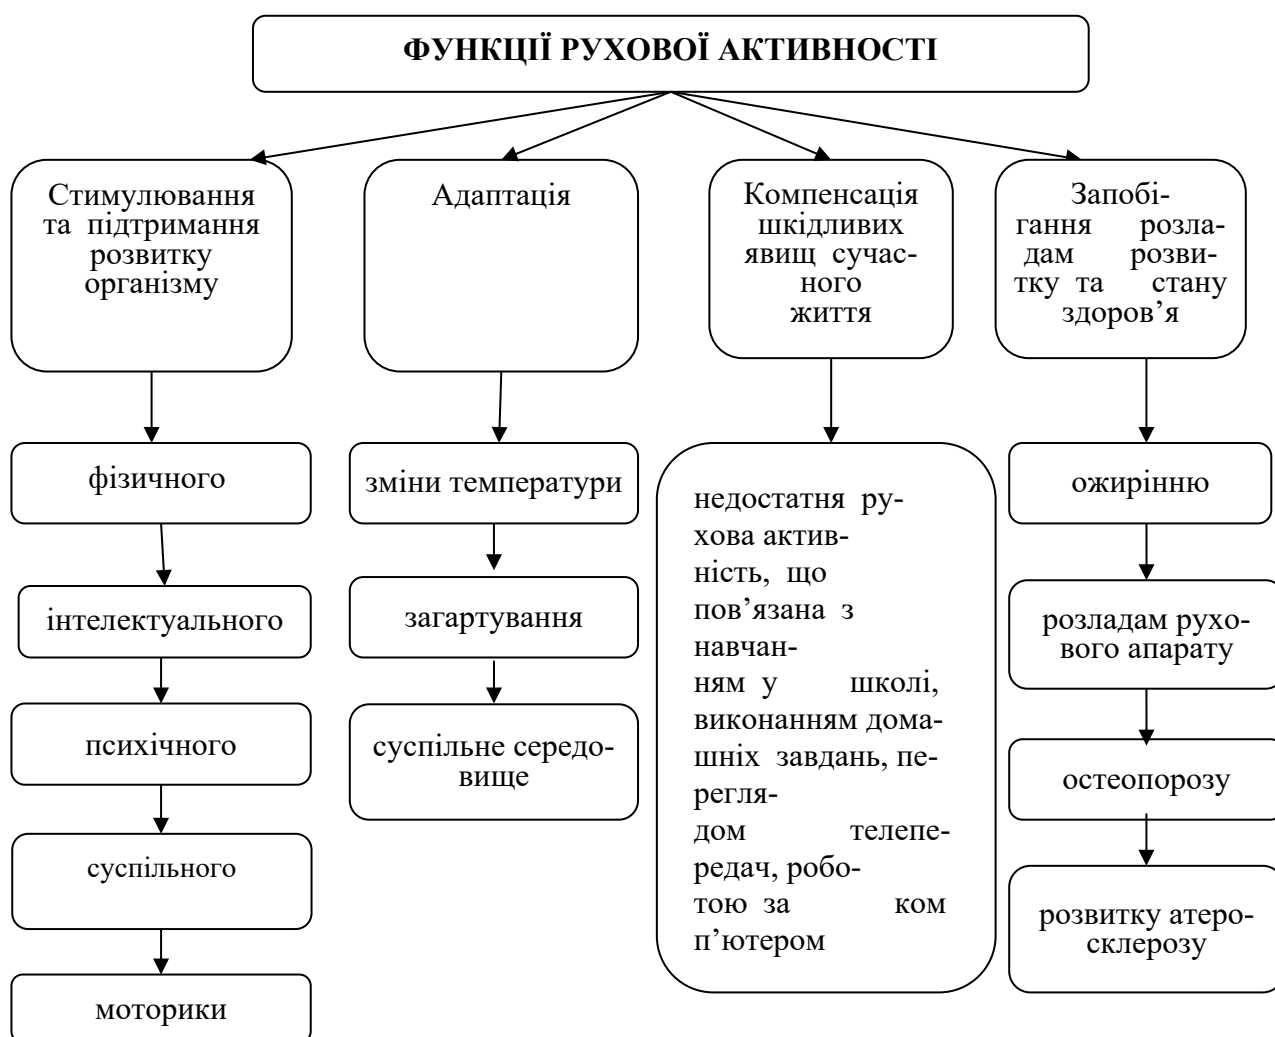 ФУНКЦІЇ РУХОВОЇ АКТИВНОСТІ
Стимулювання
та підтримання
розвитку
організму
фізичного
інтелектуального
психічного
суспільного
моторики
Адаптація
зміни температури
загартування
суспільне середо-
вище
Компенсація
шкідливих
явищ сучас-
ного
життя
недостатня ру-
хова актив-
ність, що
пов’язана з
навчан-
ням у школі,
виконанням дома-
шніх завдань, пе-
регля-
дом телепе-
редач, робо-
тою за ком
п’ютером
Запобі-
гання розла-
дам розви-
тку та стану
здоров’я
ожирінню
розладам рухо-
вого апарату
остеопорозу
розвитку атеро-
склерозу